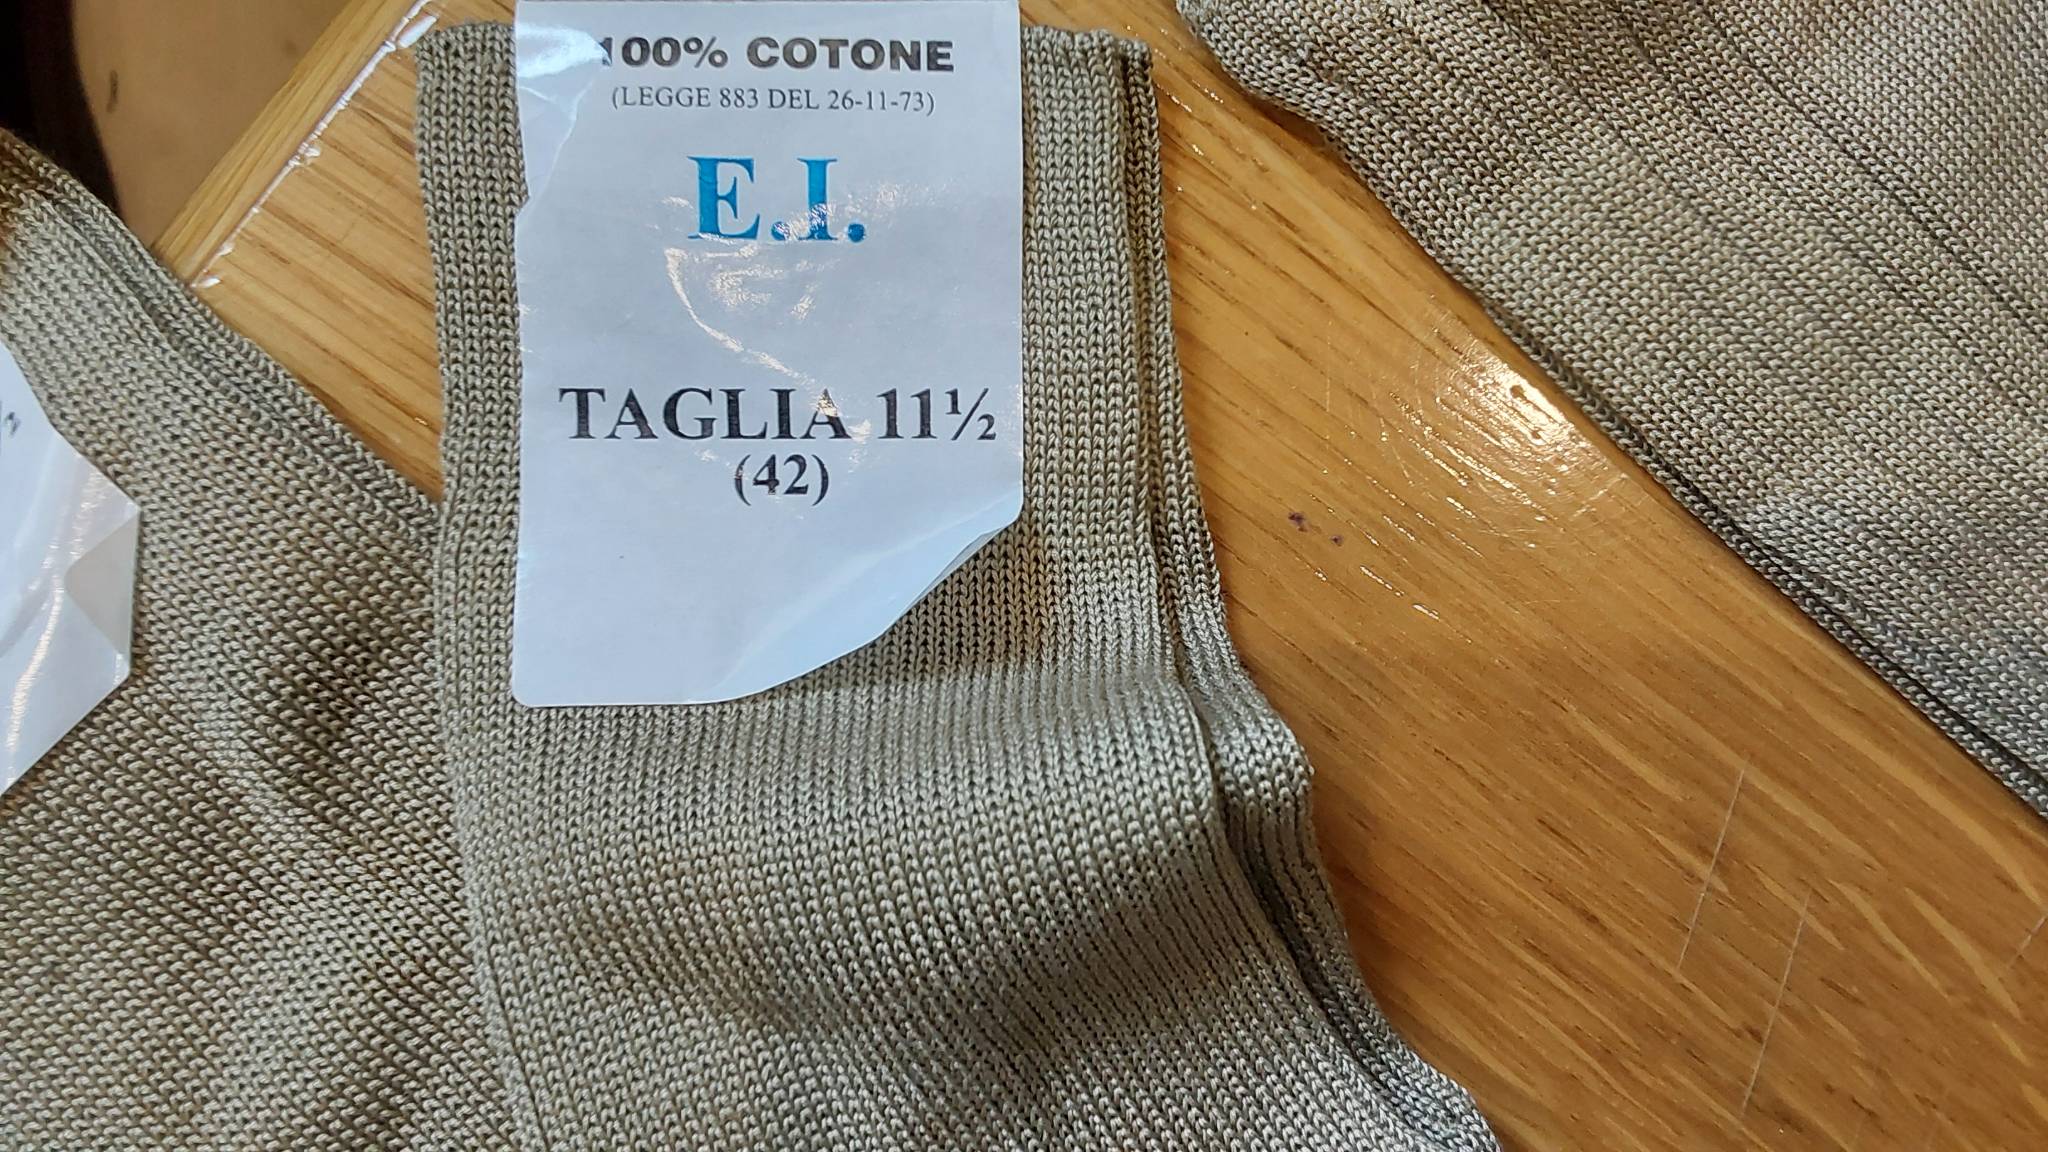 100% COTONE
(LEGGE 883 DEL 26-11-73)
E.I.
TAGLIA 11½
(42)